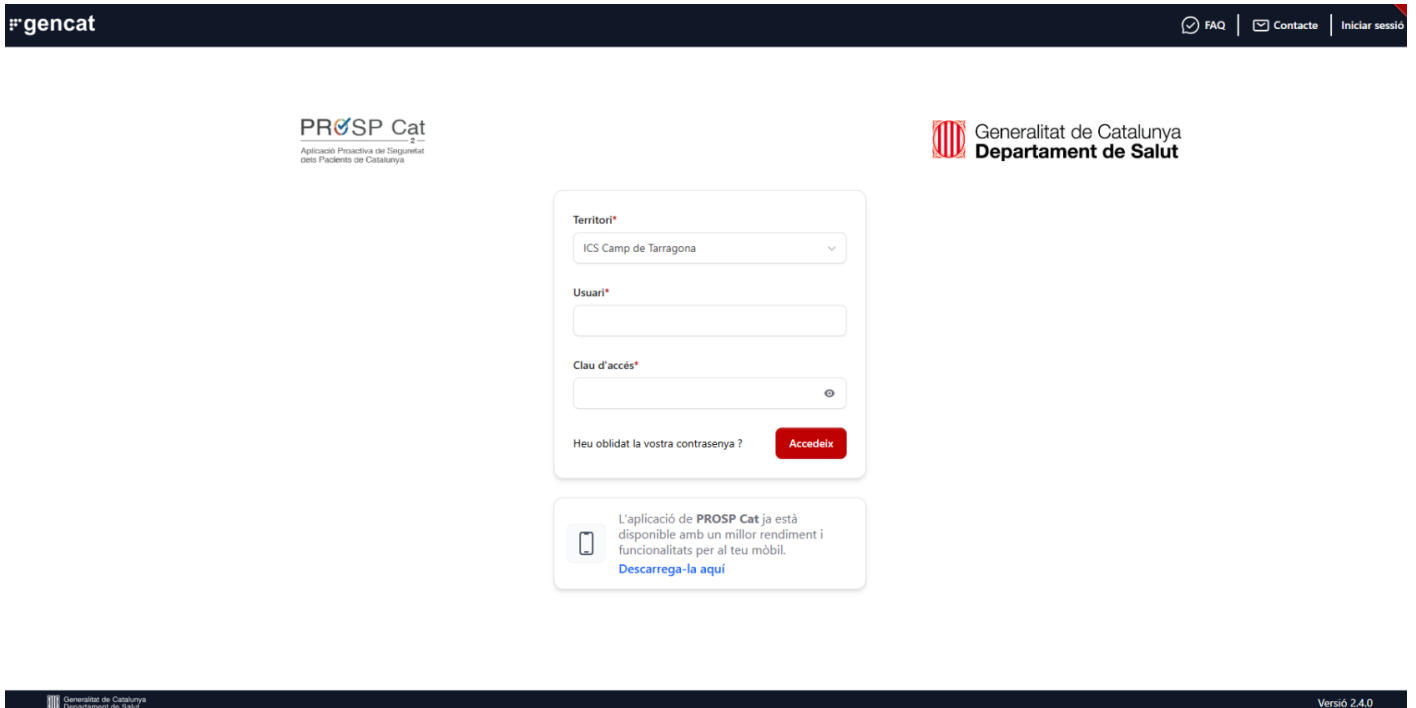 gencat
FAQ
Contacte
Iniciar sessió
PROSP Cat
2
Aplicació Proactiva de Seguretat
dels Pacients de Catalunya
Generalitat de Catalunya
Departament de Salut
Territori*
ICS Camp de Tarragona
Usuari*
Clau d'accés*
Heu oblidat la vostra contrasenya ?
Accedeix
L'aplicació de PROSP Cat ja està
disponible amb un millor rendiment i
funcionalitats per al teu mòbil.
Descarrega-la aquí
Generalitat de Catalunya
Departament de Salut
Versió 2.4.0